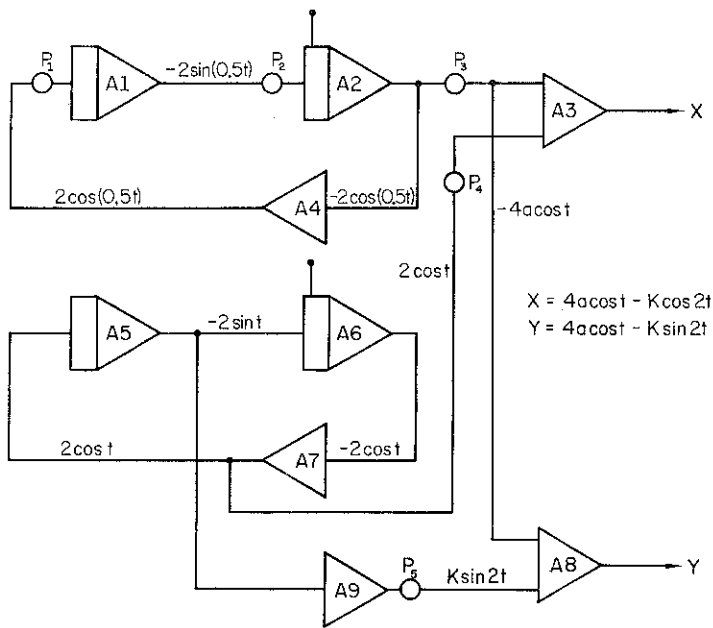 P1
A1
-2sin(0,5t)
P2
A2
P3
A3
X
2cos(0,5t)
A4
-2cos(0,5t)
P4
-4acost
2cost
X = 4acost - Kcos2t
Y = 4acost - Ksin2t
A5
-2sint
A6
2cost
A7
-2cost
A9
P5
Ksin2t
A8
Y